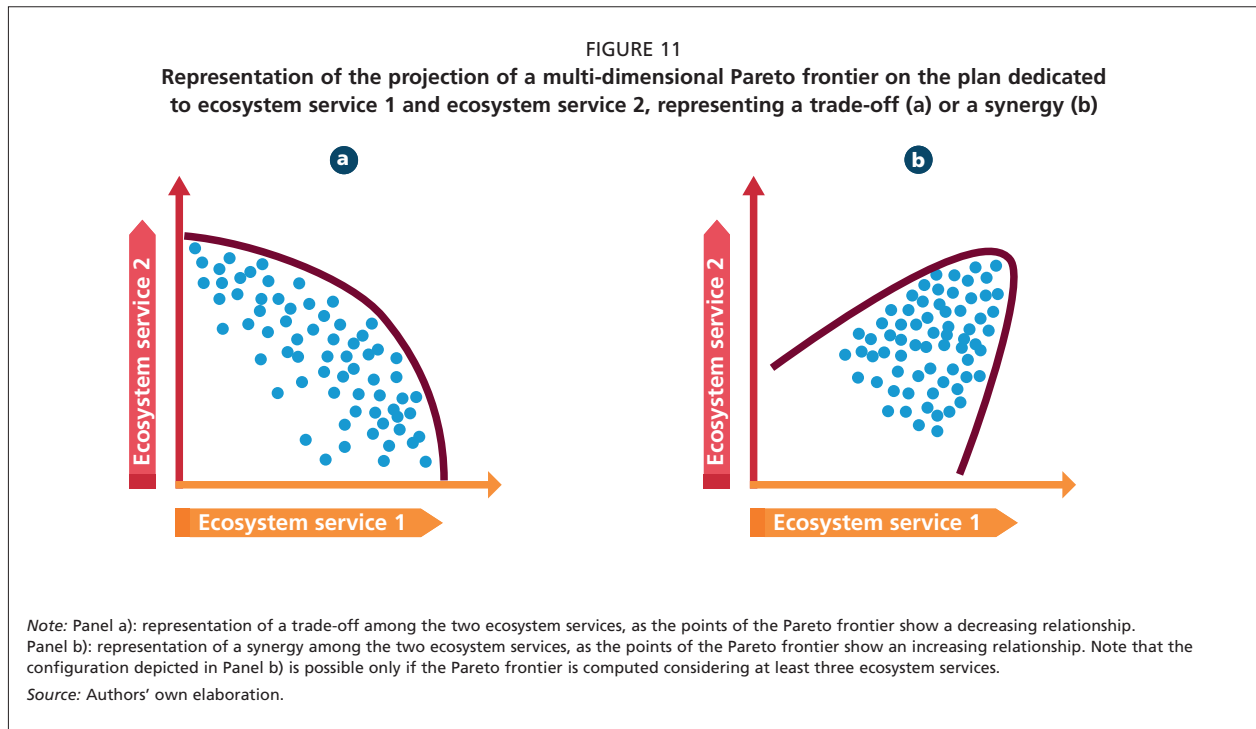 FIGURE 11
Representation of the projection of a multi-dimensional Pareto frontier on the plan dedicated
to ecosystem service 1 and ecosystem service 2, representing a trade-off (a) or a synergy (b)
a
b
Ecosystem service 2
Ecosystem service 1
Ecosystem service 2
Ecosystem service 1
Note: Panel a): representation of a trade-off among the two ecosystem services, as the points of the Pareto frontier show a decreasing relationship.
Panel b): representation of a synergy among the two ecosystem services, as the points of the Pareto frontier show an increasing relationship. Note that the
configuration depicted in Panel b) is possible only if the Pareto frontier is computed considering at least three ecosystem services.
Source: Authors’ own elaboration.